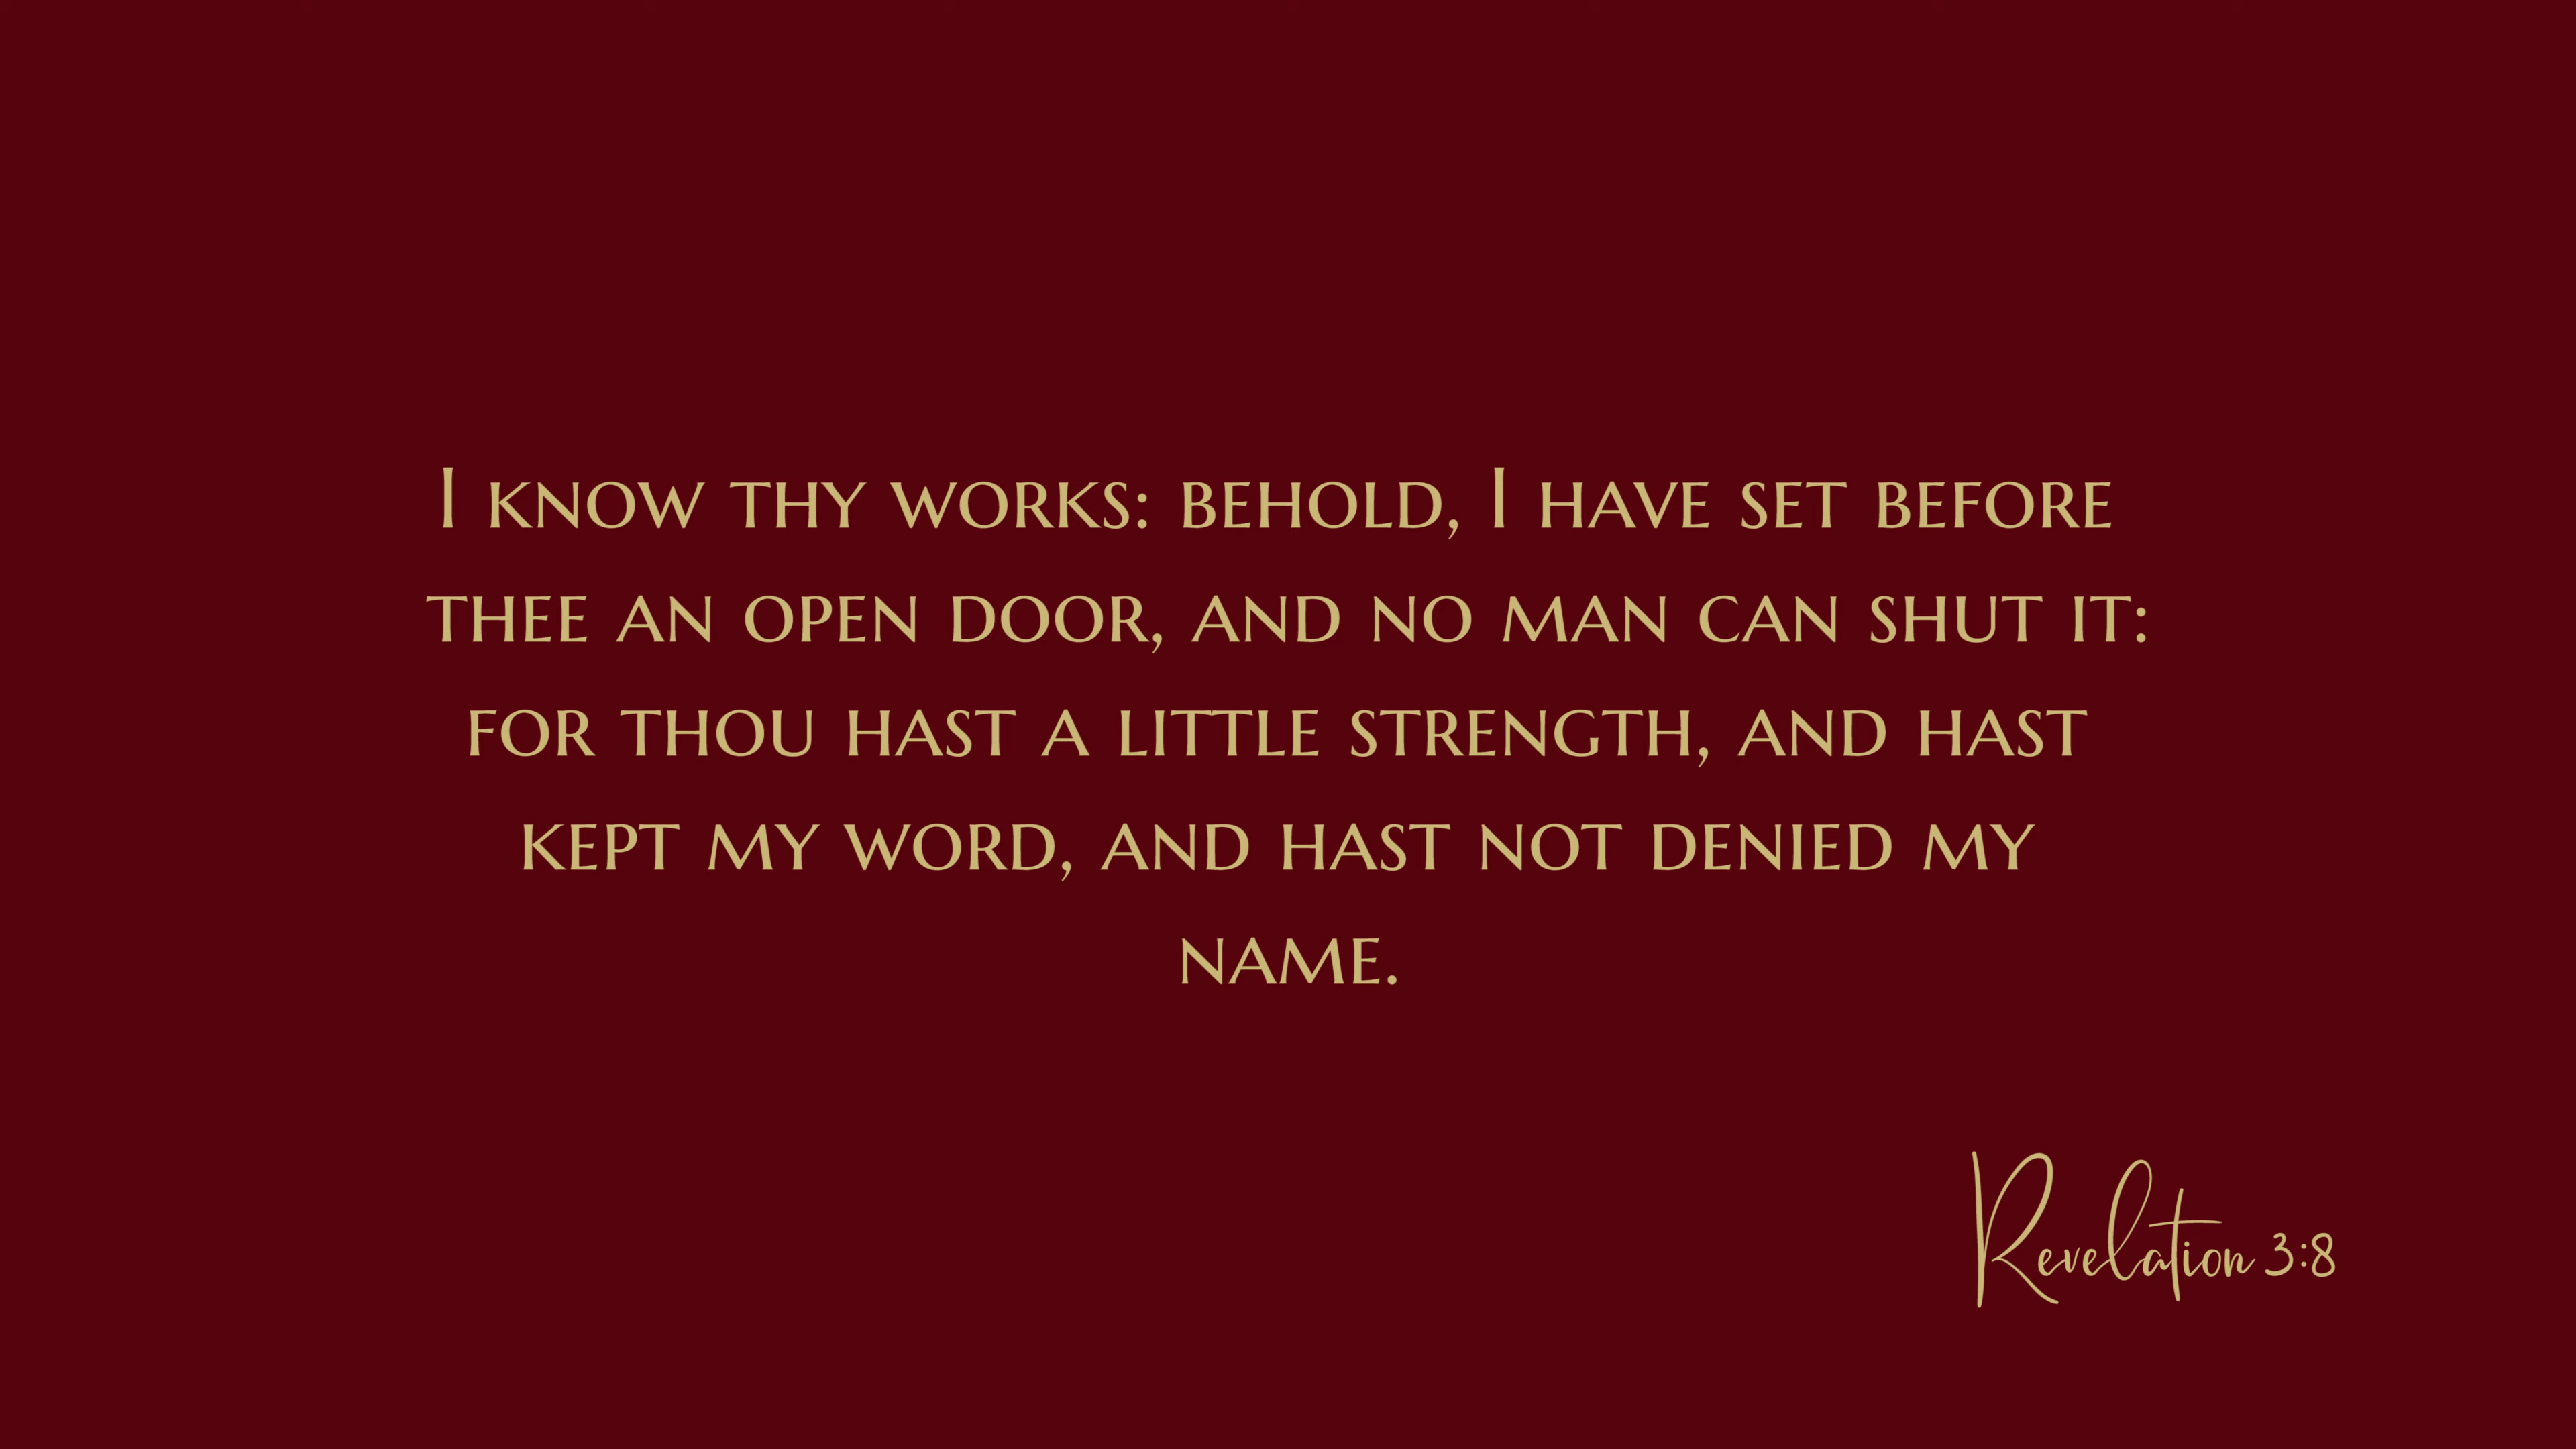 I know thy works: behold, I have set before
thee an open door, and no man can shut it:
for thou hast a little strength, and hast
kept my word, and hast not denied my
name.
Revelation 3:8